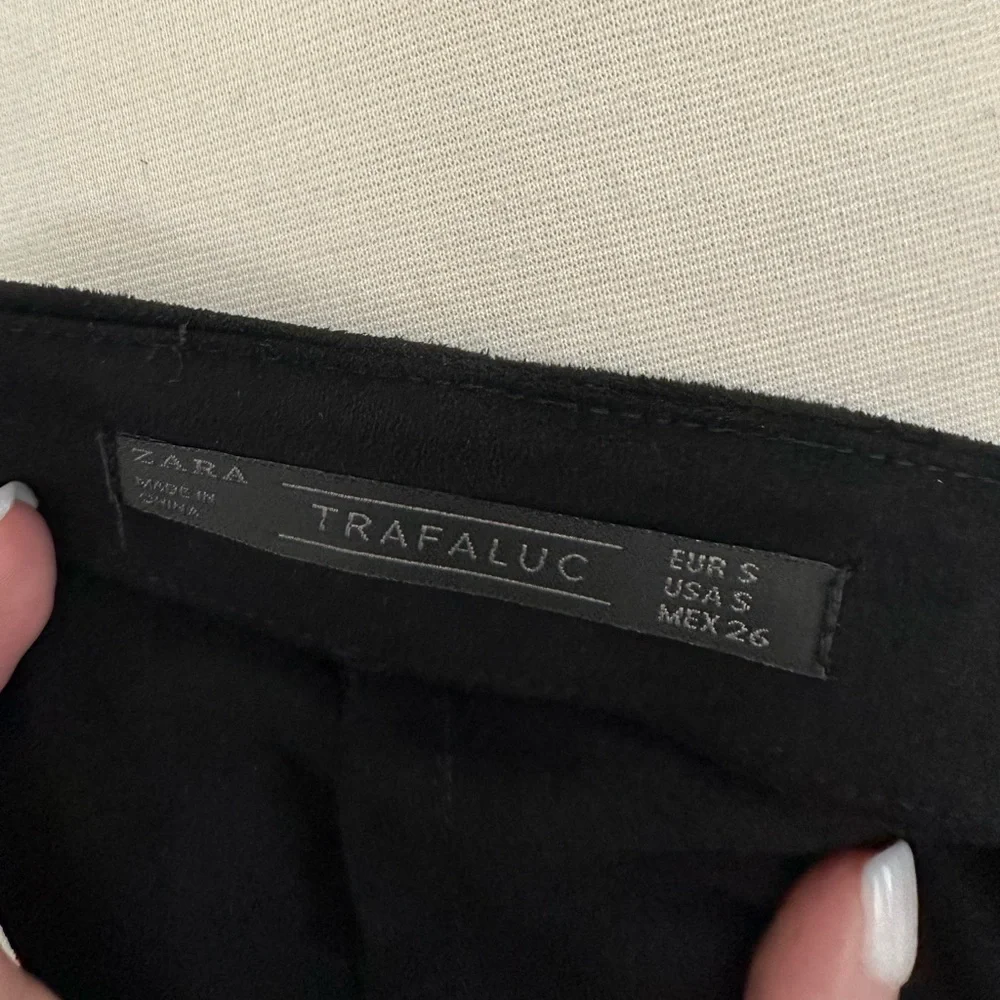 ZARA
MADE IN
CHINA
TRAFALUC
EUR S
USA S
MEX 26